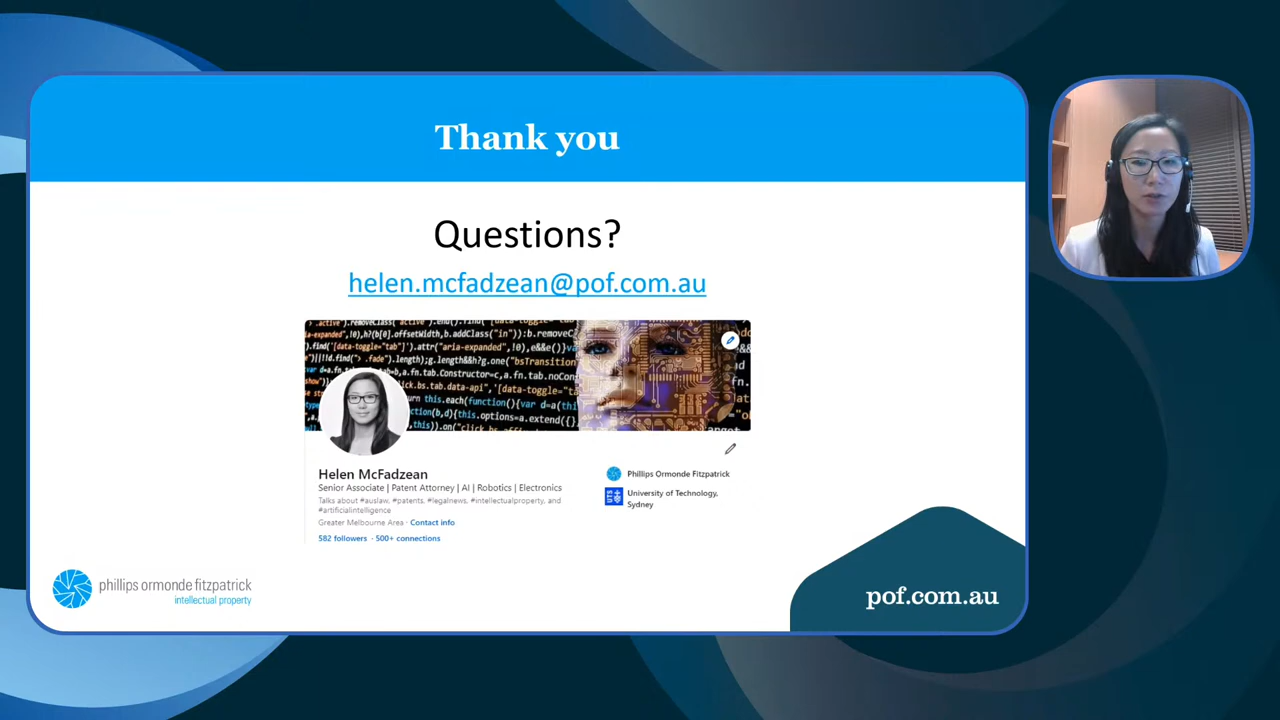 Thank you
Questions?
helen.mcfadzean@pof.com.au
Helen McFadzean
Senior Associate | Patent Attorney | AI | Robotics | Electronics
Talks about #auslaw, #patents, #legalnews, #intellectualproperty, and
#artificialintelligence
Greater Melbourne Area · Contact info
582 followers · 500+ connections
Phillips Ormonde Fitzpatrick
UTS
University of Technology,
Sydney
phillips ormonde fitzpatrick
intellectual property
pof.com.au